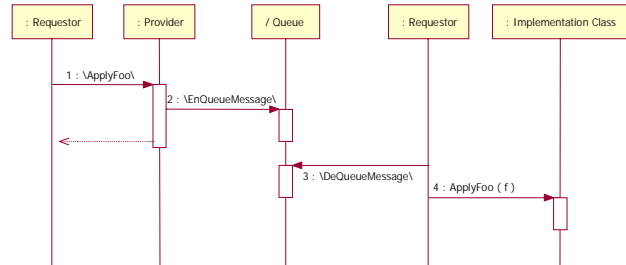 : Requestor
: Provider
/ Queue
: Requestor
: Implementation Class
1 : \ApplyFoo\
2 : \EnQueueMessage\
3 : \DeQueueMessage\
4 : ApplyFoo ( f )